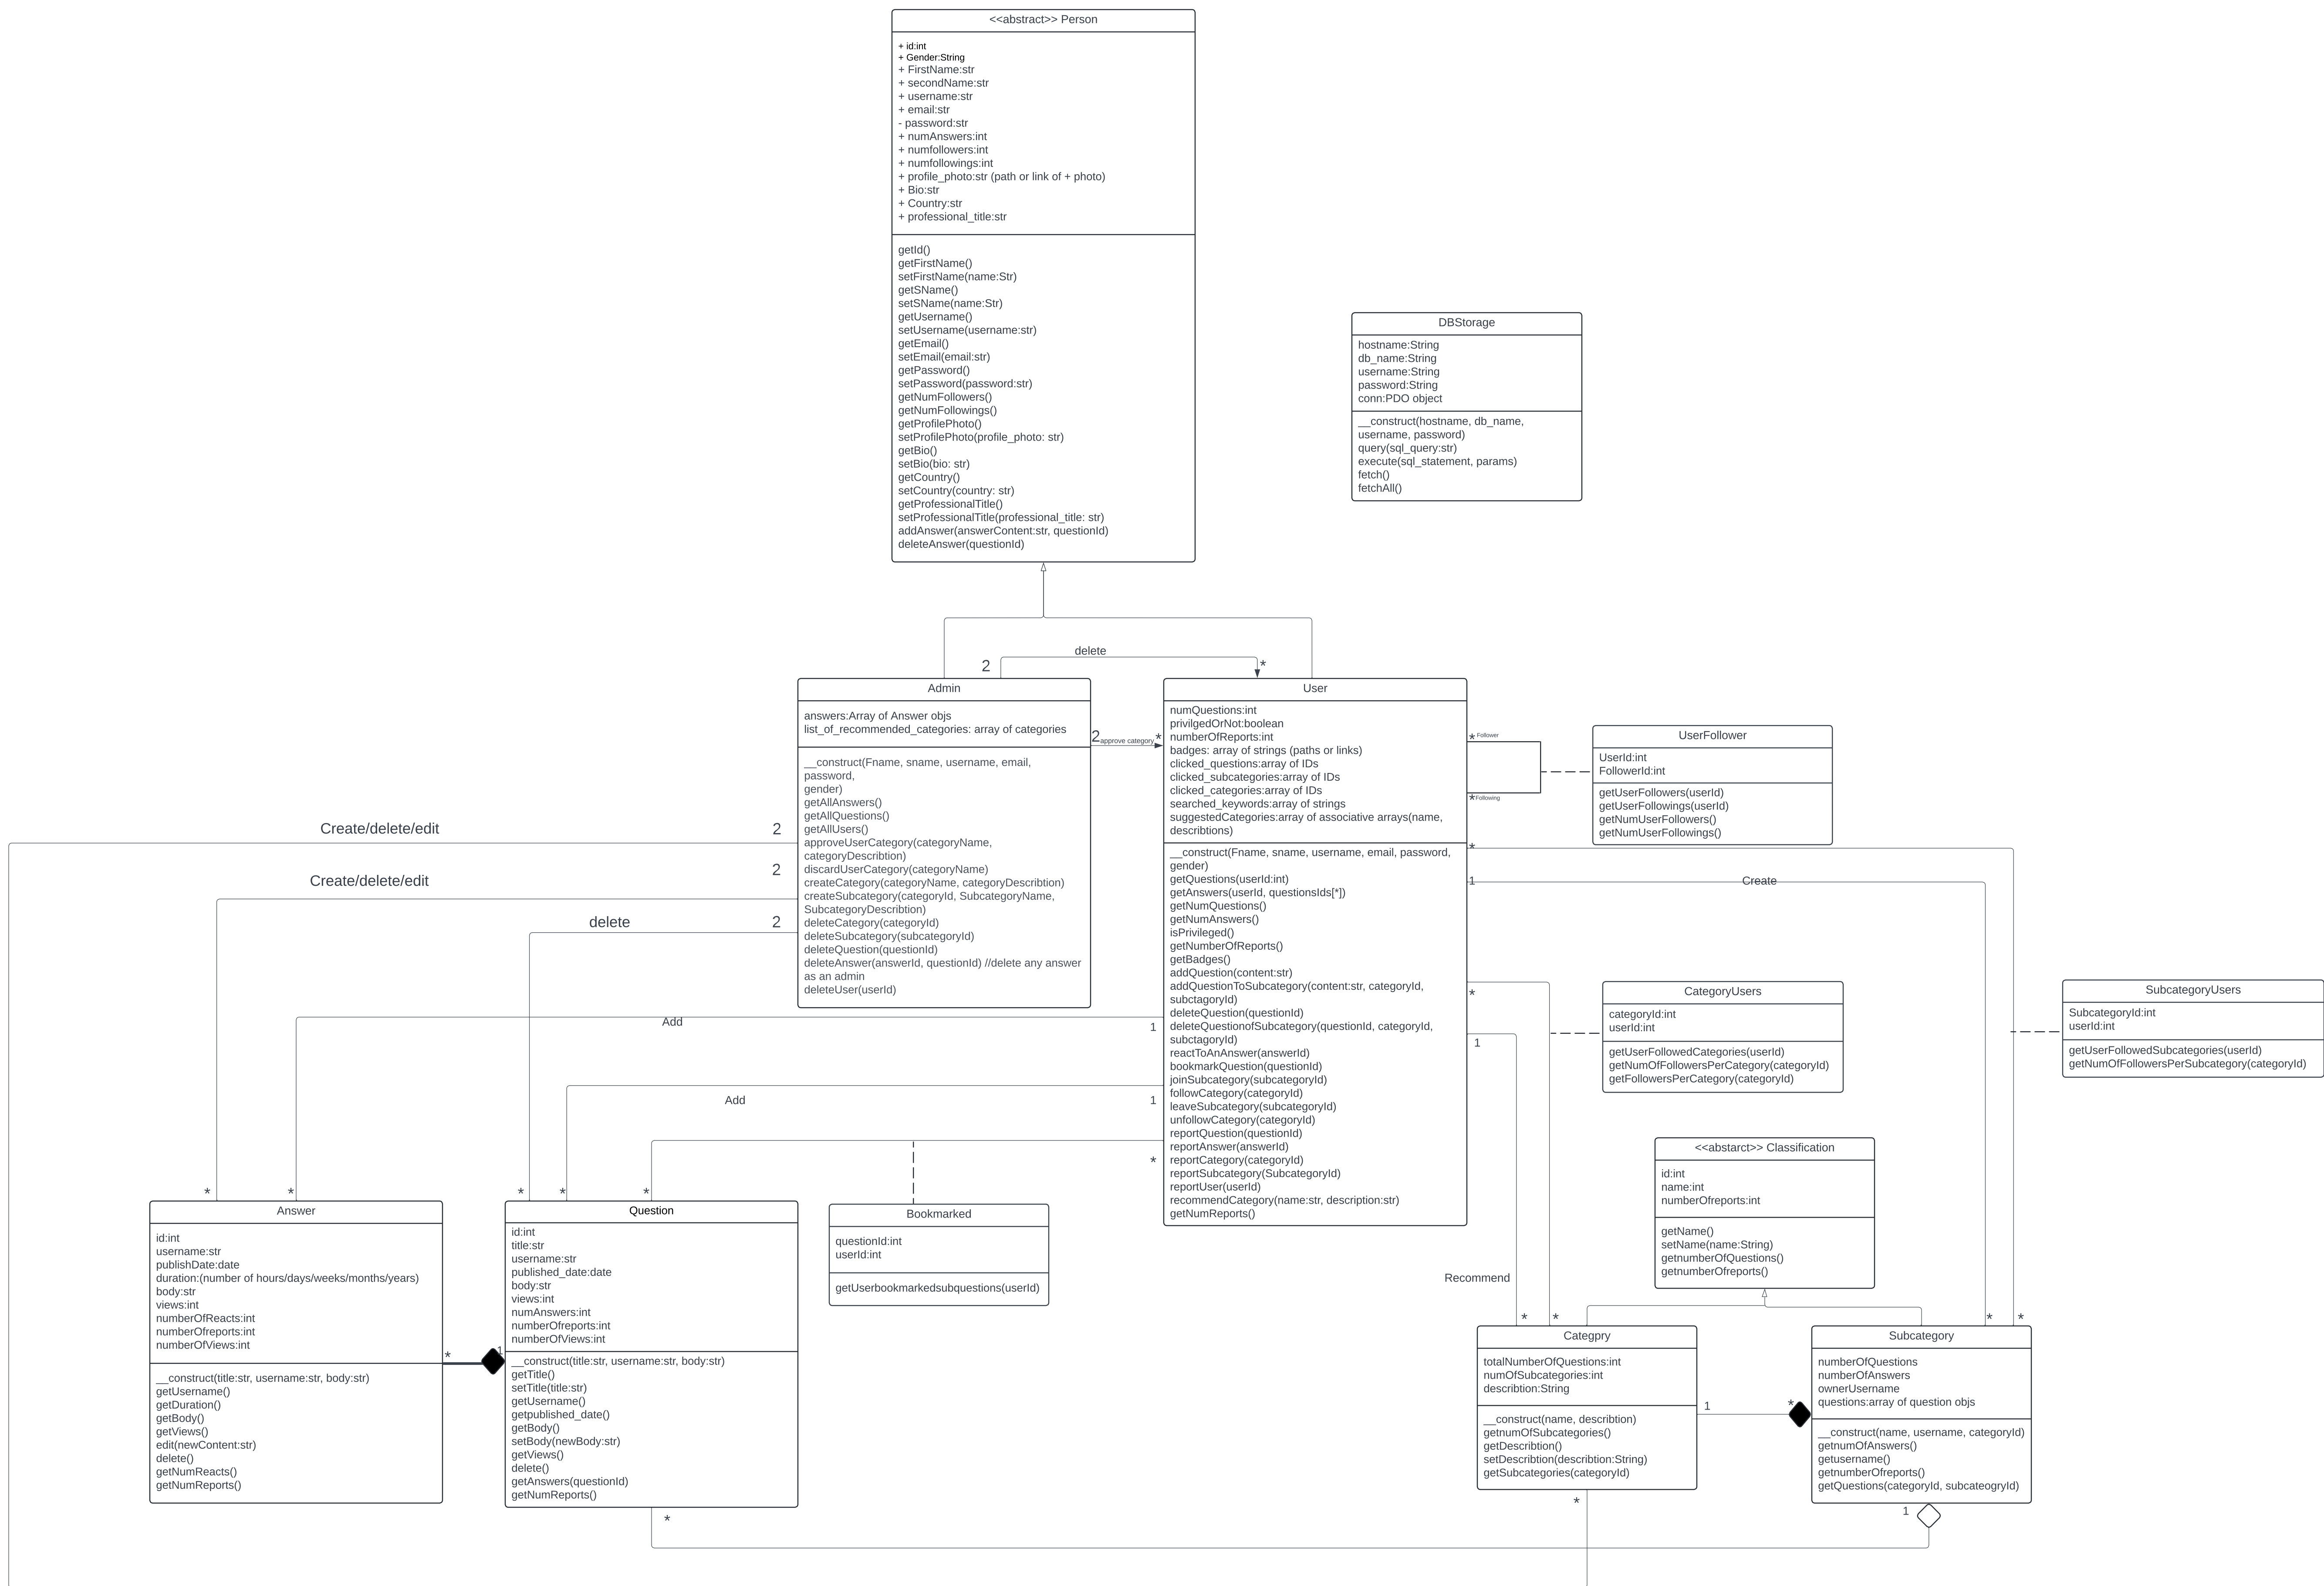 <<abstract>> Person
+ id:int
+ Gender:String
+ FirstName:str
+ secondName:str
+ username:str
+ email:str
- password:str
+ numAnswers:int
+ numfollowers:int
+ numfollowings:int
+ profile_photo:str (path or link of + photo)
+ Bio:str
+ Country:str
+ professional_title:str
getId()
getFirstName()
setFirstName(name:Str)
getSName()
setSName(name:Str)
getUsername()
setUsername(username:str)
getEmail()
setEmail(email:str)
getPassword()
setPassword(password:str)
getNumFollowers()
getNumFollowings()
getProfilePhoto()
setProfilePhoto(profile_photo: str)
getBio()
setBio(bio: str)
getCountry()
setCountry(country: str)
getProfessionalTitle()
setProfessionalTitle(professional_title: str)
addAnswer(answerContent:str, questionId)
deleteAnswer(questionId)
DBStorage
hostname:String
db_name:String
username:String
password:String
conn:PDO object
__construct(hostname, db_name,
username, password)
query(sql_query:str)
execute(sql_statement, params)
fetch()
fetchAll()
delete
2
*
Admin
answers:Array of Answer objs
list_of_recommended_categories: array of categories
__construct(Fname, sname, username, email,
password,
gender)
getAllAnswers()
getAllQuestions()
getAllUsers()
approveUserCategory(categoryName,
categoryDescribtion)
discardUserCategory(categoryName)
createCategory(categoryName, categoryDescribtion)
createSubcategory(categoryId, SubcategoryName,
SubcategoryDescribtion)
deleteCategory(categoryId)
deleteSubcategory(subcategoryId)
deleteQuestion(questionId)
deleteAnswer(answerId, questionId) //delete any answer
as an admin
deleteUser(userId)
2 approve category *
User
numQuestions:int
privilgedOrNot:boolean
numberOfReports:int
badges: array of strings (paths or links)
clicked_questions:array of IDs
clicked_subcategories:array of IDs
clicked_categories:array of IDs
searched_keywords:array of strings
suggestedCategories:array of associative arrays(name,
describtions)
__construct(Fname, sname, username, email, password,
gender)
getQuestions(userId:int)
getAnswers(userId, questionsIds[*])
getNumQuestions()
getNumAnswers()
isPrivileged()
getNumberOfReports()
getBadges()
addQuestion(content:str)
addQuestionToSubcategory(content:str, categoryId,
subctagoryId)
deleteQuestion(questionId)
deleteQuestionofSubcategory(questionId, categoryId,
subctagoryId)
reactToAnAnswer(answerId)
bookmarkQuestion(questionId)
joinSubcategory(subcategoryId)
followCategory(categoryId)
leaveSubcategory(subcategoryId)
unfollowCategory(categoryId)
reportQuestion(questionId)
reportAnswer(answerId)
reportCategory(categoryId)
reportSubcategory(SubcategoryId)
reportUser(userId)
recommendCategory(name:str, description:str)
getNumReports()
* Follower
* Following
UserFollower
UserId:int
FollowerId:int
getUserFollowers(userId)
getUserFollowings(userId)
getNumUserFollowers()
getNumUserFollowings()
Create/delete/edit
2
Create/delete/edit
2
delete
2
*
1
Create
*
1
CategoryUsers
categoryId:int
userId:int
getUserFollowedCategories(userId)
getNumOfFollowersPerCategory(categoryId)
getFollowersPerCategory(categoryId)
SubcategoryUsers
SubcategoryId:int
userId:int
getUserFollowedSubcategories(userId)
getNumOfFollowersPerSubcategory(categoryId)
Add
1
Add
1
*
*
*
*
*
*
Answer
id:int
username:str
publishDate:date
duration:(number of hours/days/weeks/months/years)
body:str
views:int
numberOfReacts:int
numberOfreports:int
numberOfViews:int
__construct(title:str, username:str, body:str)
getUsername()
getDuration()
getBody()
getViews()
edit(newContent:str)
delete()
getNumReacts()
getNumReports()
*
1
Question
id:int
title:str
username:str
published_date:date
body:str
views:int
numAnswers:int
numberOfreports:int
numberOfViews:int
__construct(title:str, username:str, body:str)
getTitle()
setTitle(title:str)
getUsername()
getpublished_date()
getBody()
setBody(newBody:str)
getViews()
delete()
getAnswers(questionId)
getNumReports()
*
Bookmarked
questionId:int
userId:int
getUserbookmarkedsubquestions(userId)
<<abstarct>> Classification
id:int
name:int
numberOfreports:int
getName()
setName(name:String)
getnumberOfQuestions()
getnumberOfreports()
Recommend
*
*
*
*
Categpry
totalNumberOfQuestions:int
numOfSubcategories:int
describtion:String
__construct(name, describtion)
getnumOfSubcategories()
getDescribtion()
setDescribtion(describtion:String)
getSubcategories(categoryId)
*
1
*
Subcategory
numberOfQuestions
numberOfAnswers
ownerUsername
questions:array of question objs
__construct(name, username, categoryId)
getnumOfAnswers()
getusername()
getnumberOfreports()
getQuestions(categoryId, subcateogryId)
1